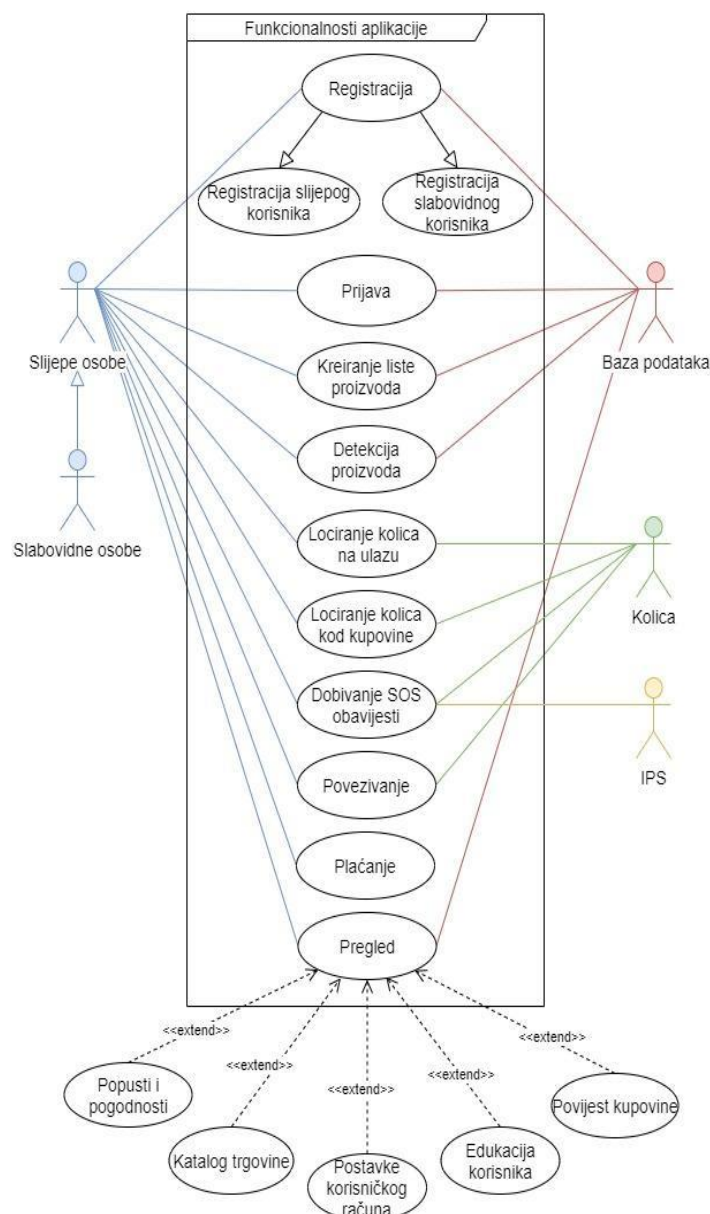 Funkcionalnosti aplikacije
Registracija
Registracija slijepog
korisnika
Registracija
slabovidnog
korisnika
Prijava
Slijepe osobe
Baza podataka
Kreiranje liste
proizvoda
Detekcija
proizvoda
Slabovidne osobe
Lociranje kolica
na ulazu
Kolica
Lociranje kolica
kod kupovine
Dobivanje SOS
obavijesti
IPS
Povezivanje
Plaćanje
Pregled
<<extend>>
<<extend>>
<<extend>>
<<extend>>
<<extend>>
Popusti i
pogodnosti
Katalog trgovine
Postavke
korisničkog
računa
Edukacija
korisnika
Povijest kupovine